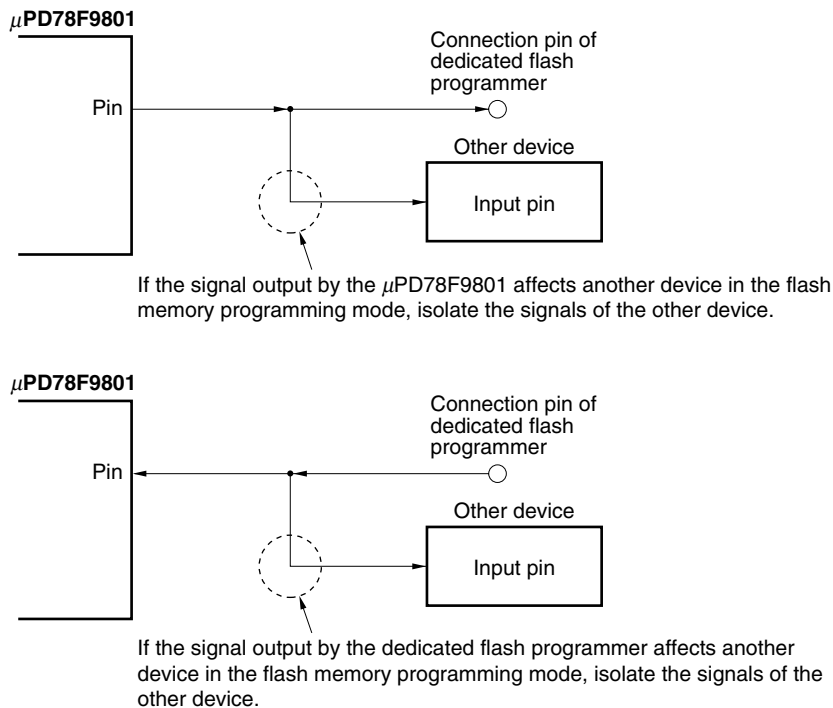 μPD78F9801
Connection pin of
dedicated flash
programmer
Pin
Other device
Input pin
If the signal output by the μPD78F9801 affects another device in the flash
memory programming mode, isolate the signals of the other device.
μPD78F9801
Connection pin of
dedicated flash
programmer
Pin
Other device
Input pin
If the signal output by the dedicated flash programmer affects another
device in the flash memory programming mode, isolate the signals of the
other device.